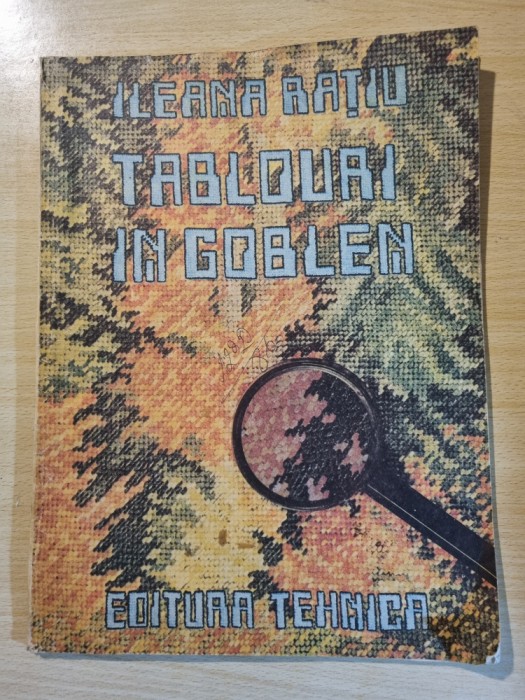 ILEANA RAȚIU
TABLOURI
IN GOBLEN
EDITURA TEHNICA